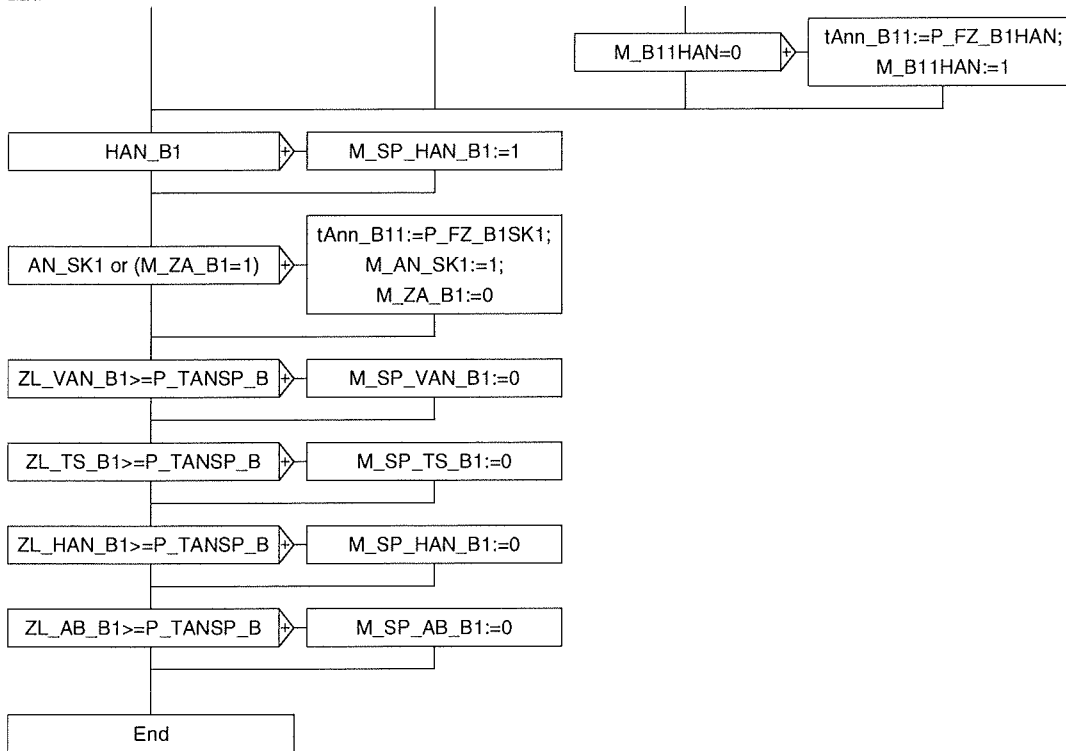 M_B11HAN=0
+
tAnn_B11:=P_FZ_B1HAN;
M_B11HAN:=1
HAN_B1
+
M_SP_HAN_B1:=1
AN_SK1 or (M_ZA_B1=1)
+
tAnn_B11:=P_FZ_B1SK1;
M_AN_SK1:=1;
M_ZA_B1:=0
ZL_VAN_B1>=P_TANSP_B
+
M_SP_VAN_B1:=0
ZL_TS_B1>=P_TANSP_B
+
M_SP_TS_B1:=0
ZL_HAN_B1>=P_TANSP_B
+
M_SP_HAN_B1:=0
ZL_AB_B1>=P_TANSP_B
+
M_SP_AB_B1:=0
End